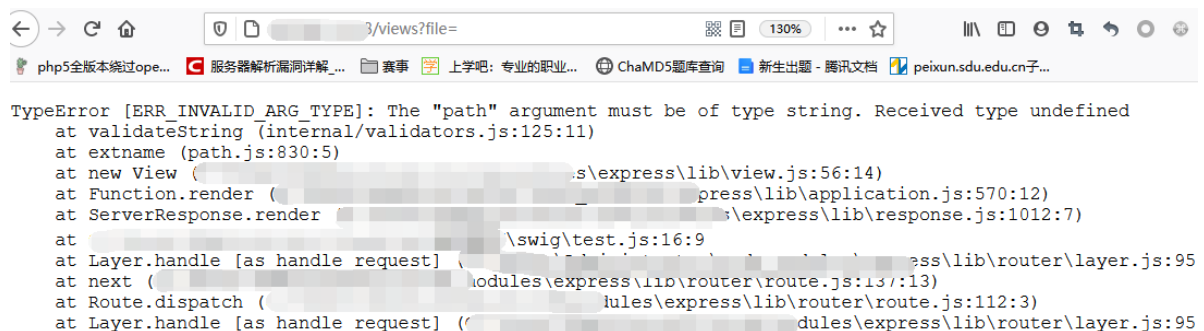 3/views?file=
130%
php5全版本绕过ope... 服务器解析漏洞详解_... 赛事 上学吧：专业的职业... ChaMD5题库查询 新生出题 - 腾讯文档 peixun.sdu.edu.cn子...
TypeError [ERR_INVALID_ARG_TYPE]: The "path" argument must be of type string. Received type undefined
at validateString (internal/validators.js:125:11)
at extname (path.js:830:5)
at new View ( s\express\lib\view.js:56:14)
at Function.render ( press\lib\application.js:570:12)
at ServerResponse.render s\express\lib\response.js:1012:7)
at \swig\test.js:16:9
at Layer.handle [as handle request] ( ess\lib\router\layer.js:95
at next ( modules\express\lib\router\route.js:137:13)
at Route.dispatch ( dules\express\lib\router\route.js:112:3)
at Layer.handle [as handle request] ( dules\express\lib\router\layer.js:95